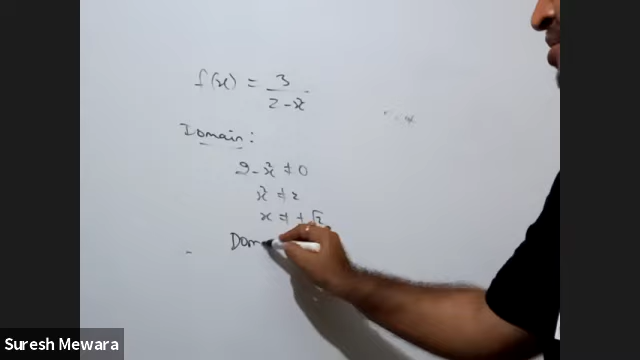 f(x) = 3 / 2 - x²
Domain:
2 - x² ≠ 0
x² ≠ 2
x ≠ ± √2
Dom
Suresh Mewara